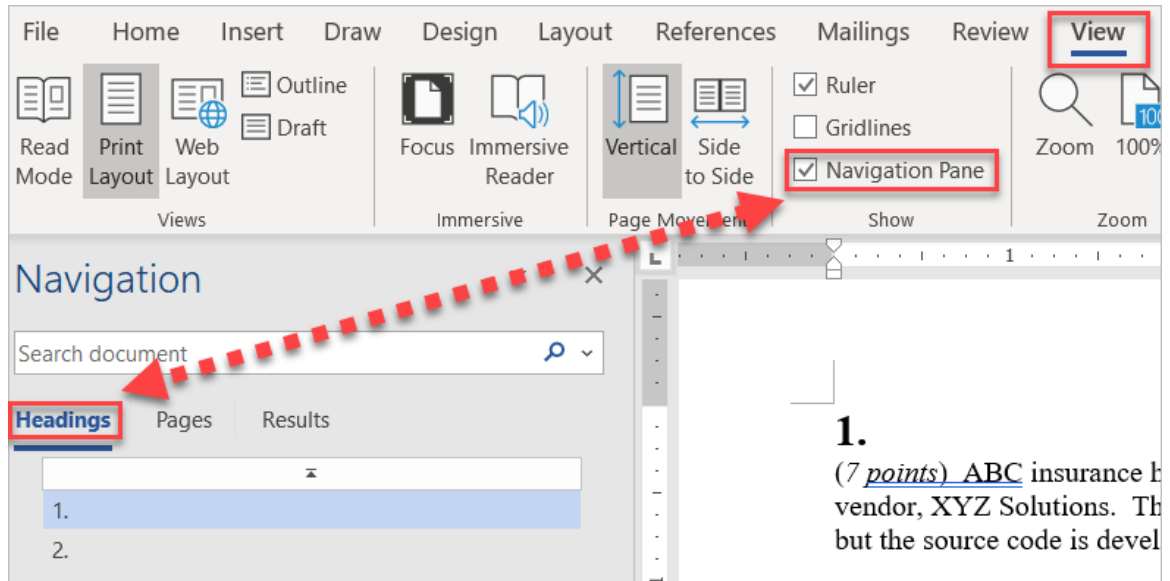 File Home Insert Draw Design Layout References Mailings Review View
Outline
Draft
Ruler
Gridlines
Navigation Pane
Read Print Web Focus Immersive Vertical Side Zoom 100%
Mode Layout Layout Reader to Side
Views Immersive Page Movement Show Zoom
Navigation
1
Search document
Headings Pages Results
1.
(7 points) ABC insurance
vendor, XYZ Solutions.
but the source code is devel
1.
2.